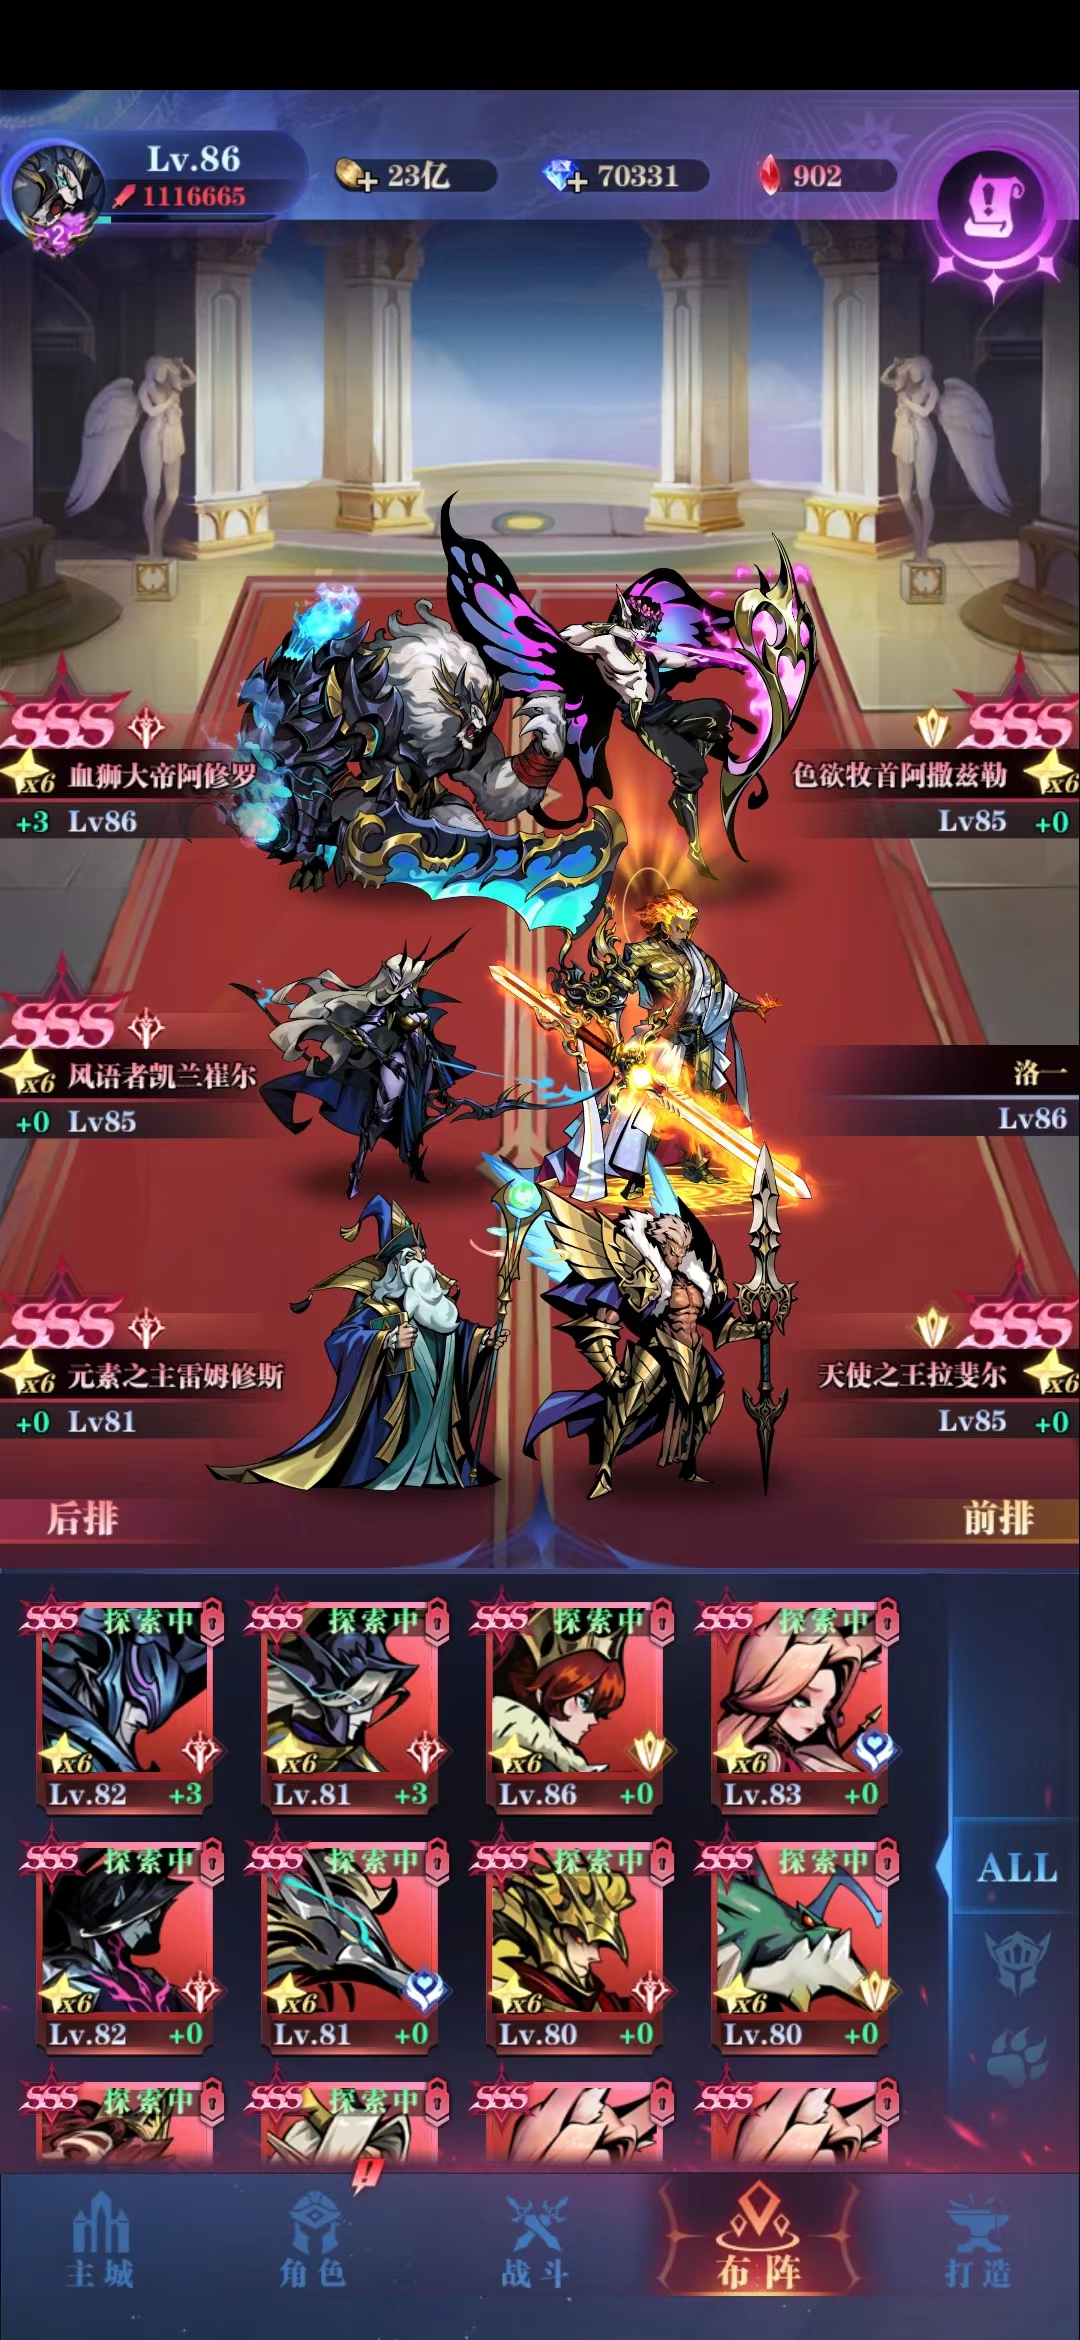 Lv.86
1116665
2
23亿
70331
902
SSS
SSS
x6 血狮大帝阿修罗
色欲牧首阿撒兹勒 x6
+3 Lv86
Lv85 +0
SSS
x6 风语者凯兰崔尔
洛一
+0 Lv85
Lv86
SSS
SSS
x6 元素之主雷姆修斯
天使之王拉斐尔 x6
+0 Lv81
Lv85 +0
后排
前排
SSS 探索中 SSS 探索中 SSS 探索中 SSS 探索中
x6 x6 x6 x6
Lv.82 +3 Lv.81 +3 Lv.86 +0 Lv.83 +0
SSS 探索中 SSS 探索中 SSS 探索中 SSS 探索中
ALL
x6 x6 x6 x6
Lv.82 +0 Lv.81 +0 Lv.80 +0 Lv.80 +0
SSS 探索中 SSS 探索中 SSS SSS
!
主城 角色 战斗 布阵 打造